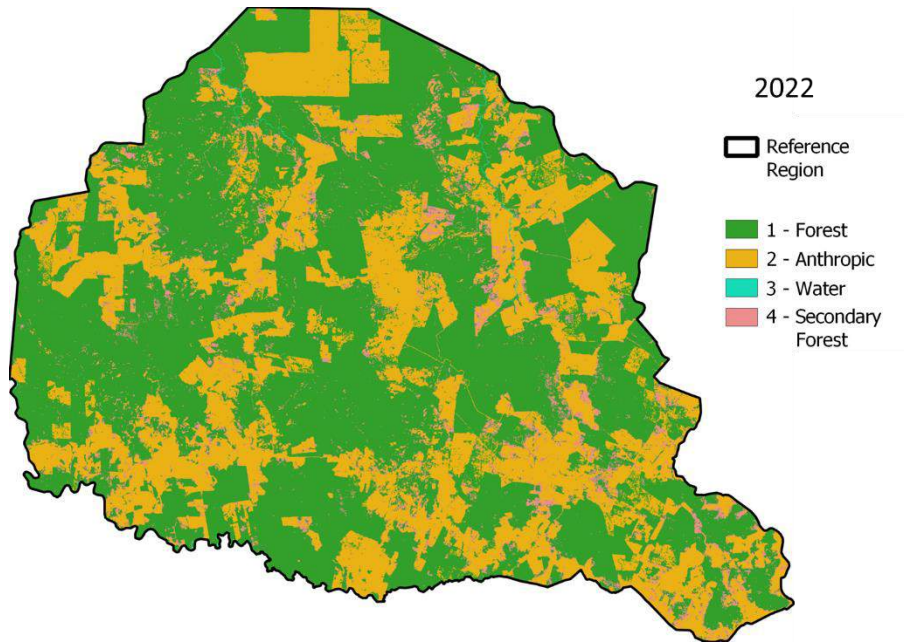 2022
Reference
Region
1 - Forest
2 - Anthropic
3 - Water
4 - Secondary
Forest